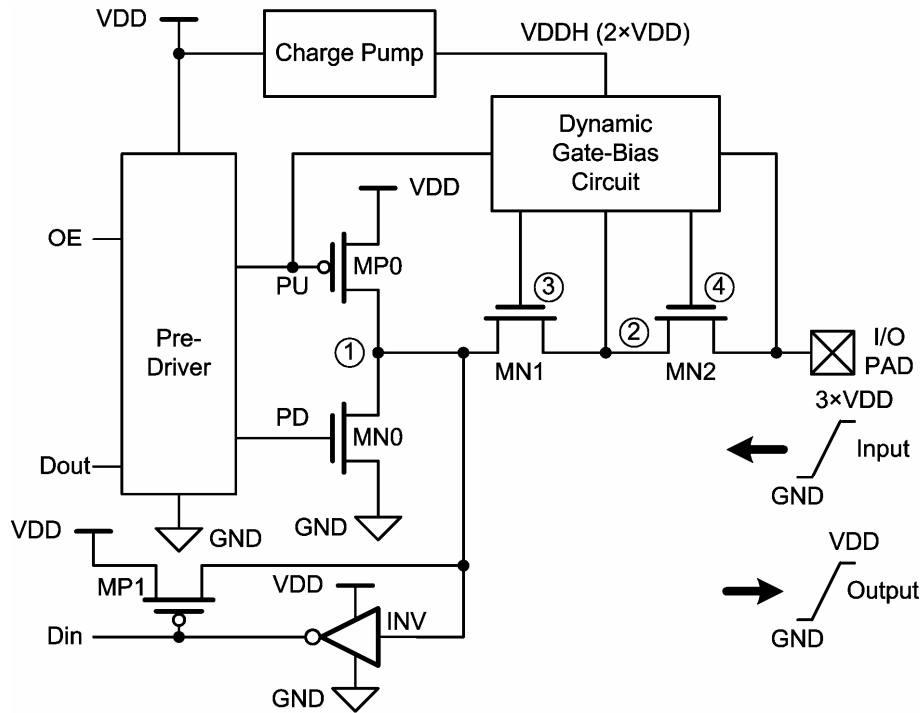 VDD
Charge Pump
VDDH (2×VDD)
Dynamic
Gate-Bias
Circuit
VDD
OE
PU
MP0
③
④
Pre-
Driver
①
②
MN1
MN2
I/O
PAD
PD
MN0
3×VDD
Input
GND
Dout
GND
GND
VDD
VDD
Output
GND
MP1
VDD
INV
Din
GND